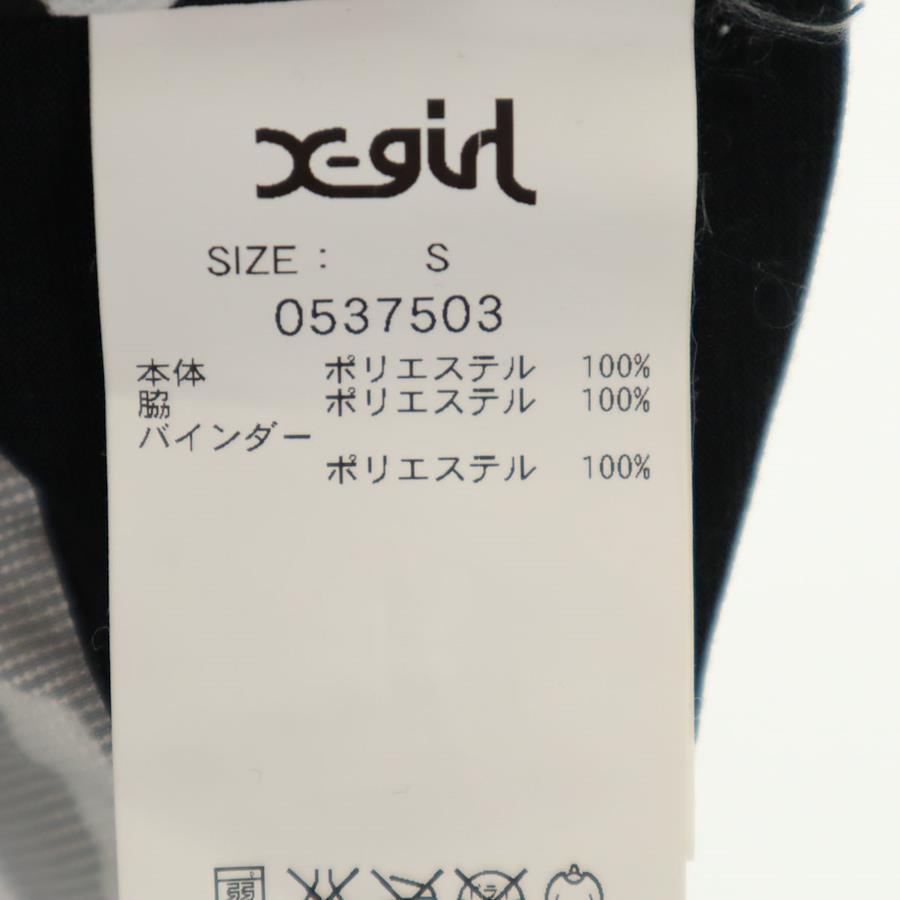 X-girl
SIZE : S
0537503
本体 ポリエステル 100%
脇 ポリエステル 100%
バインダー
ポリエステル 100%
弱